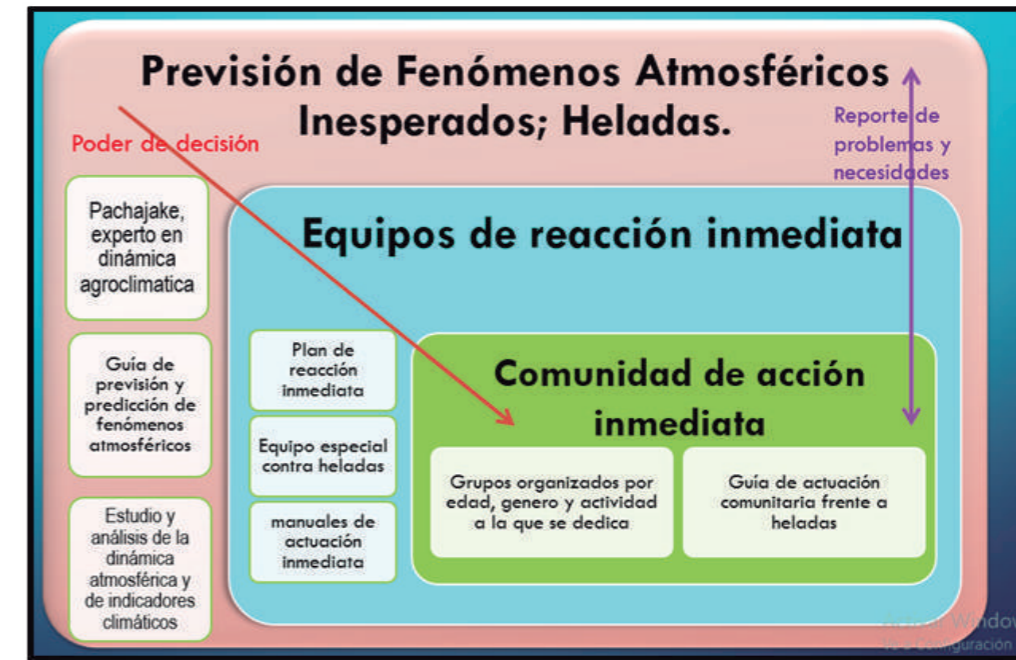 Previsión de Fenómenos Atmosféricos
Inesperados; Heladas.
Poder de decisión
Reporte de
problemas y
necesidades
Pachajake,
experto en
dinámica
agroclimatica
Guía de
previsión y
predicción de
fenómenos
atmosféricos
Estudio y
análisis de la
dinámica
atmosférica y
de indicadores
climáticos
Equipos de reacción inmediata
Plan de
reacción
inmediata
Equipo especial
contra heladas
manuales de
actuación
inmediata
Comunidad de acción
inmediata
Grupos organizados por
edad, genero y actividad
a la que se dedica
Guía de actuación
comunitaria frente a
heladas
Configuración